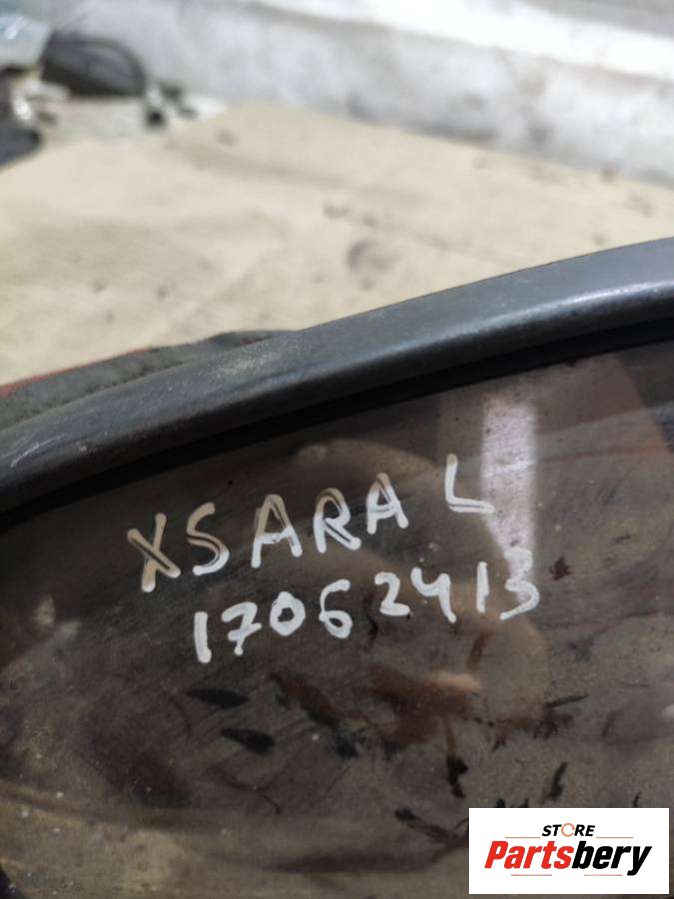 XSARA L
17062413
STORE
Partsbery